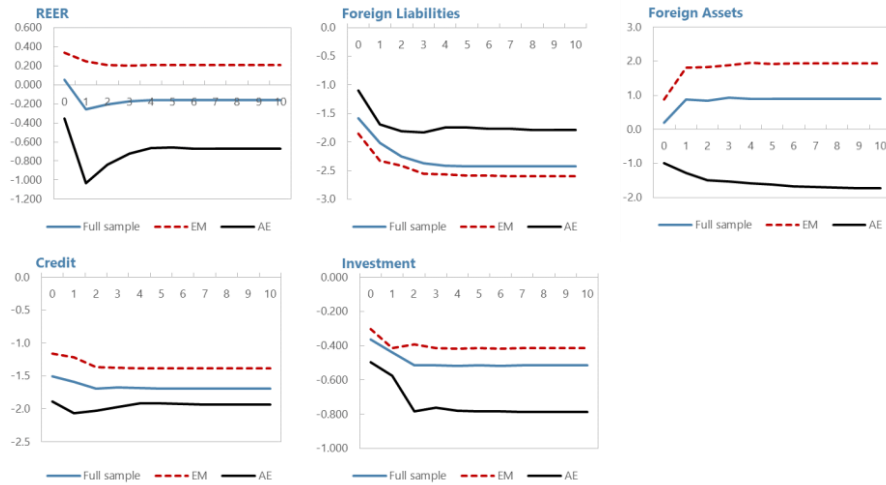 REER
0.600
0.400
0.200
0.000
-0.200
-0.400
-0.600
-0.800
-1.000
-1.200
0 1 2 3 4 5 6 7 8 9 10
Full sample EM AE
Foreign Liabilities
0.0
-0.5
-1.0
-1.5
-2.0
-2.5
-3.0
0 1 2 3 4 5 6 7 8 9 10
Full sample EM AE
Foreign Assets
3.0
2.0
1.0
0.0
-1.0
-2.0
0 1 2 3 4 5 6 7 8 9 10
Full sample EM AE
Credit
0.0
-0.5
-1.0
-1.5
-2.0
-2.5
0 1 2 3 4 5 6 7 8 9 10
Full sample EM AE
Investment
0.000
-0.200
-0.400
-0.600
-0.800
-1.000
0 1 2 3 4 5 6 7 8 9 10
Full sample EM AE